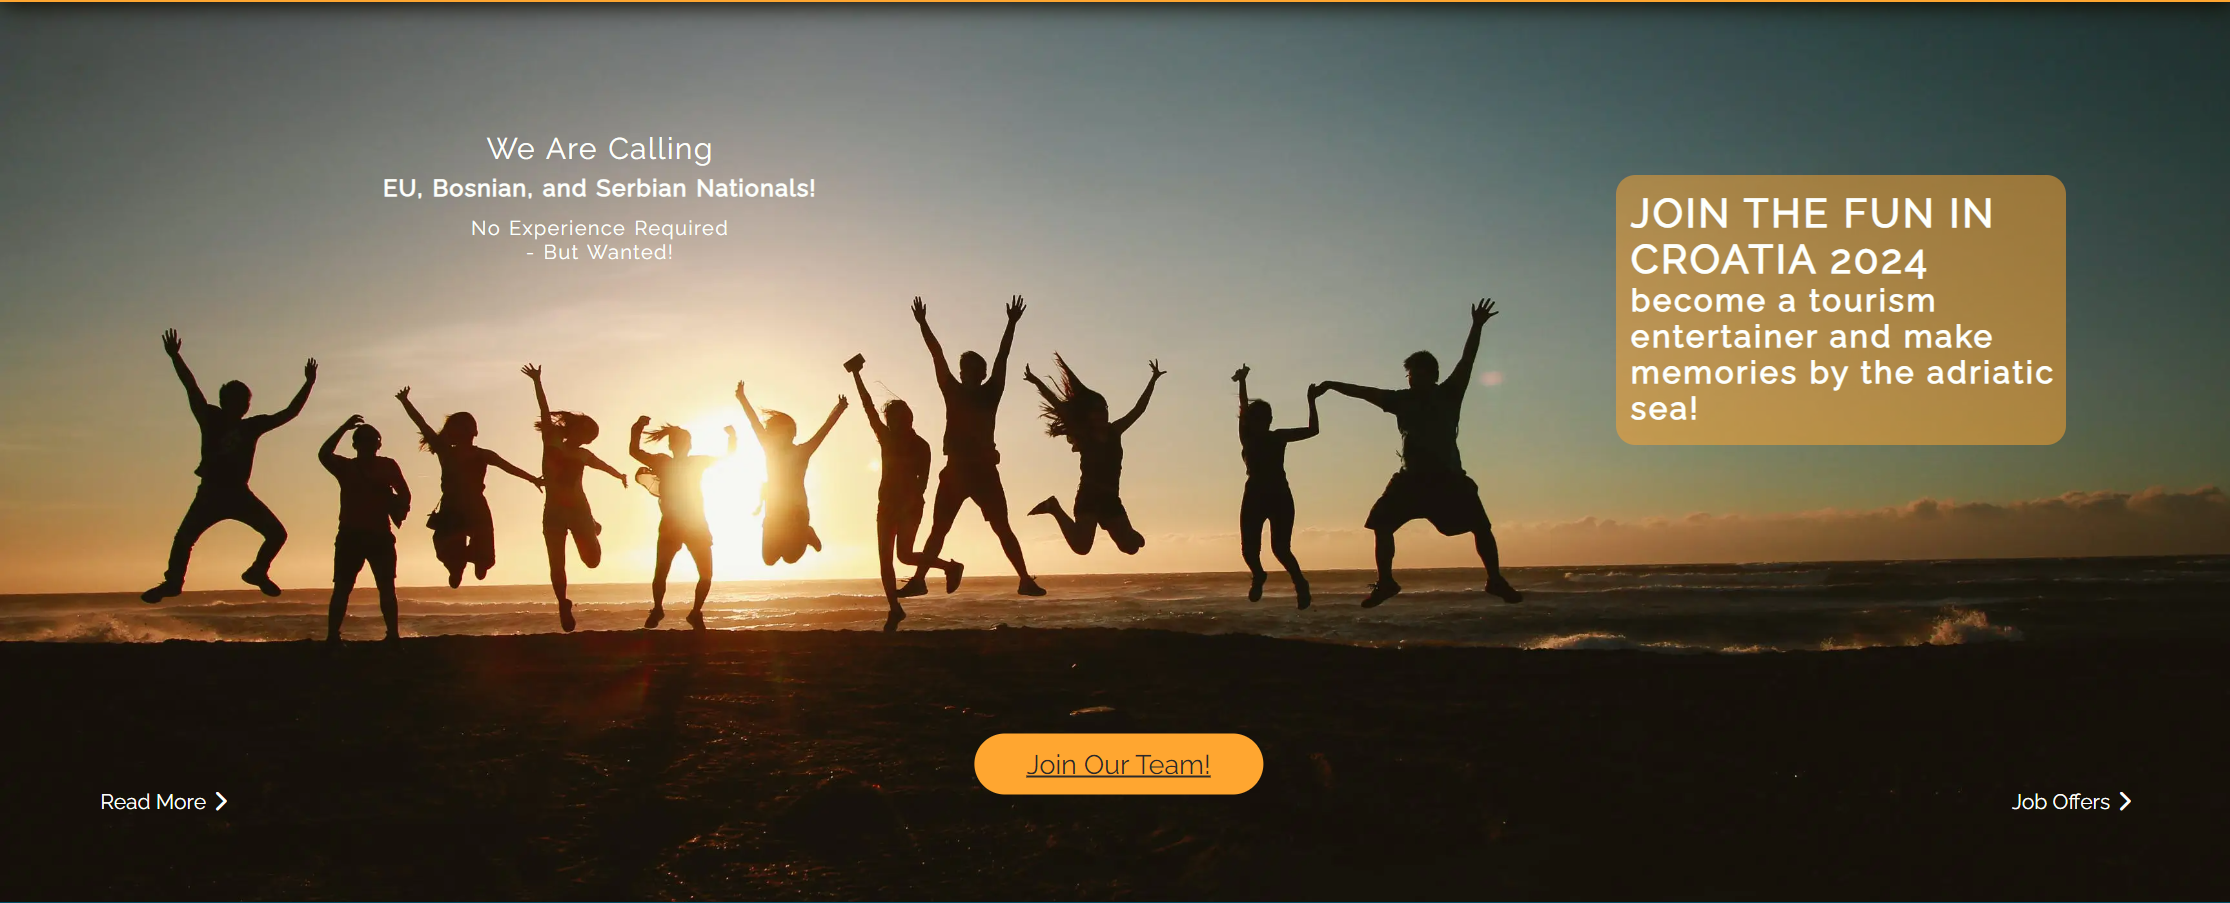 We Are Calling
EU, Bosnian, and Serbian Nationals!
No Experience Required
- But Wanted!
JOIN THE FUN IN
CROATIA 2024
become a tourism
entertainer and make
memories by the adriatic
sea!
Join Our Team!
Read More
Job Offers